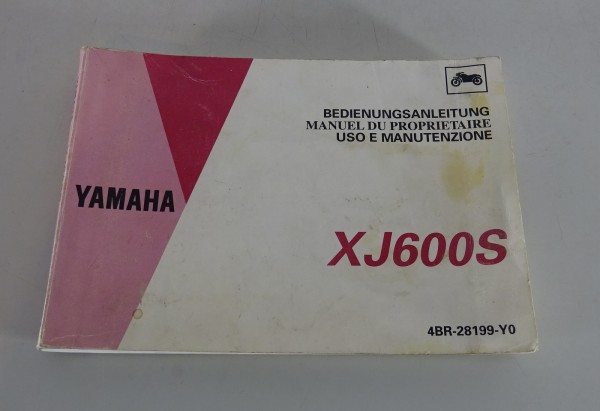 BEDIENUNGSANLEITUNG
MANUEL DU PROPRIETAIRE
USO E MANUTENZIONE
YAMAHA
XJ600S
4BR-28199-Y0